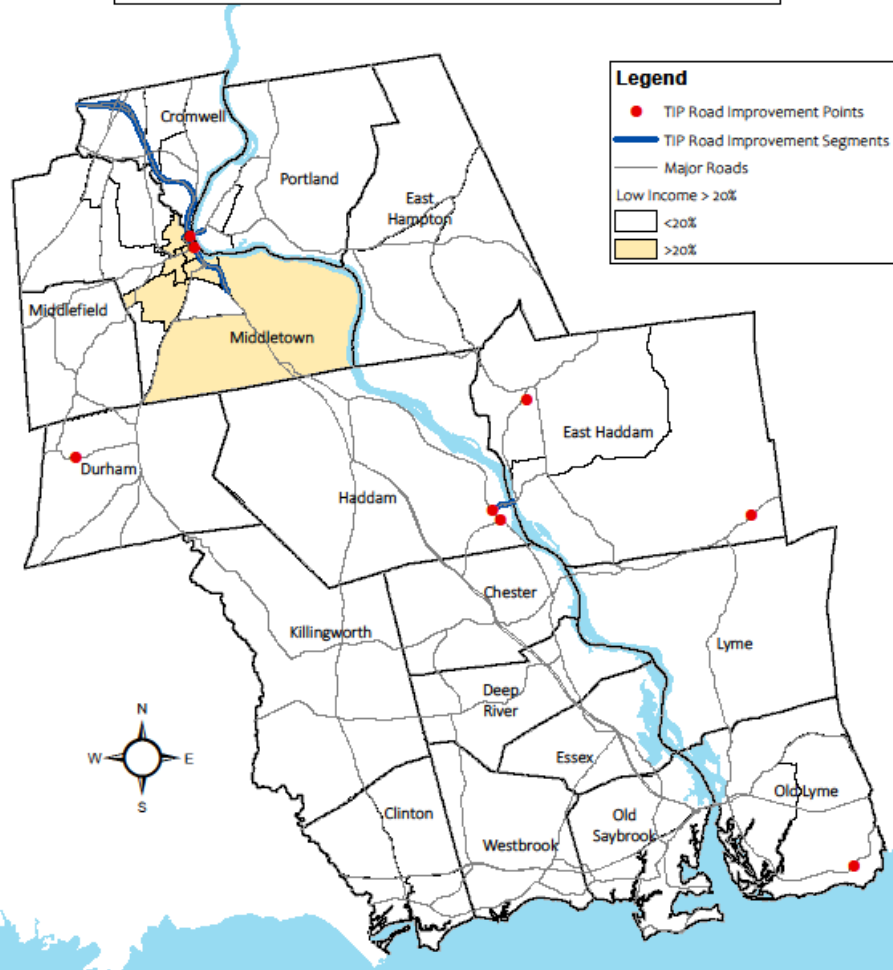 Legend
TIP Road Improvement Points
TIP Road Improvement Segments
Major Roads
Low Income > 20%
<20%
>20%
Cromwell
Portland
East
Hampton
Middlefield
Middletown
East Haddam
Durham
Haddam
Chester
Killingworth
Lyme
Deep
River
N
W
E
S
Essex
Old Lyme
Clinton
Old
Saybrook
Westbrook